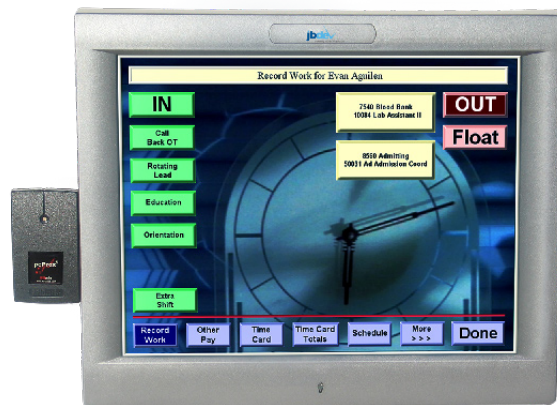 jbdev
Record Work for Evan Aguilen
IN
7540 Blood Bank
10084 Lab Assistant II
OUT
Call
Back OT
Float
8560 Admitting
50031 Ad Admission Coord
Rotating
Lead
Education
Orientation
Extra
Shift
Record
Work
Other
Pay
Time
Card
Time Card
Totals
Schedule
More
> > >
Done